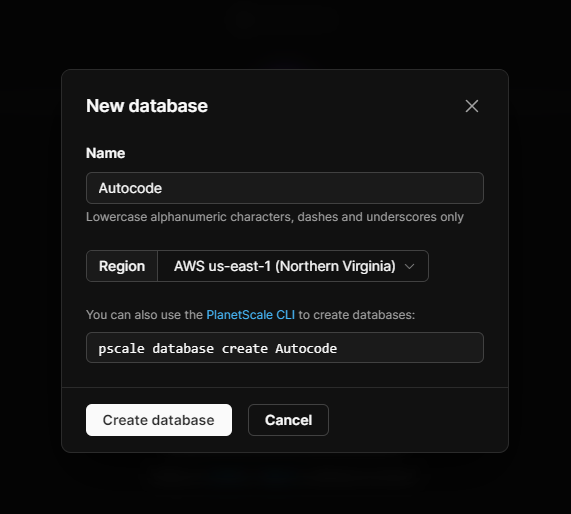 New database
Name
Autocode
Lowercase alphanumeric characters, dashes and underscores only
Region AWS us-east-1 (Northern Virginia)
You can also use the PlanetScale CLI to create databases:
pscale database create Autocode
Create database Cancel